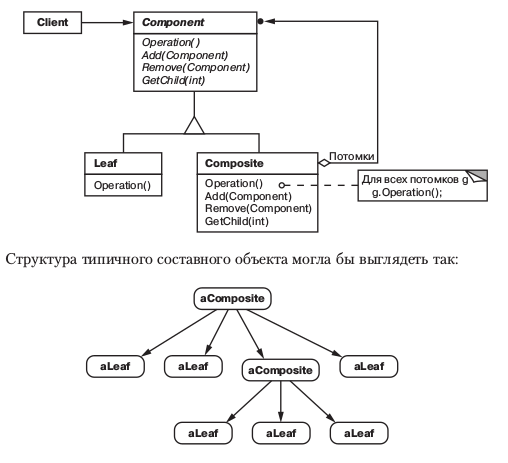 Client
Component
Operation()
Add(Component)
Remove(Component)
GetChild(int)
Leaf
Operation()
Composite
Operation()
Add(Component)
Remove(Component)
GetChild(int)
Потомки
Для всех потомков g
g.Operation();
Структура типичного составного объекта могла бы выглядеть так:
aComposite
aLeaf
aLeaf
aComposite
aLeaf
aLeaf
aLeaf
aLeaf